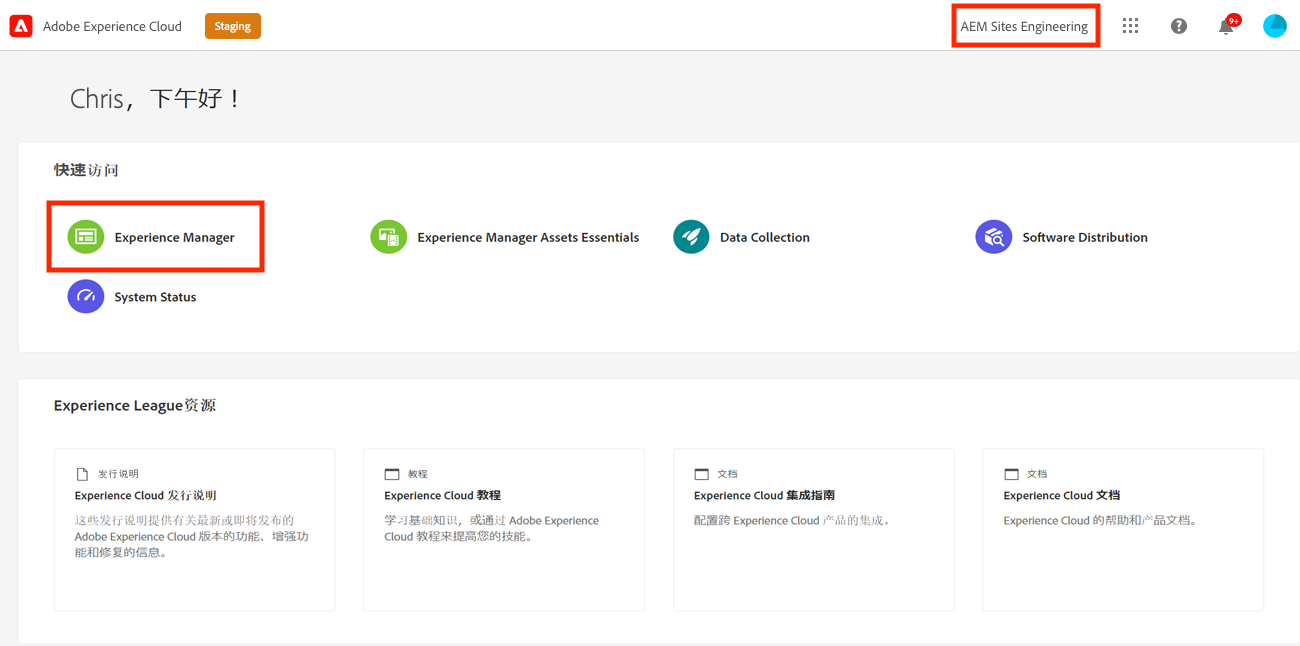 Adobe Experience Cloud
Staging
AEM Sites Engineering
9+
Chris，下午好！
快速访问
Experience Manager
Experience Manager Assets Essentials
Data Collection
Software Distribution
System Status
Experience League资源
发行说明
Experience Cloud 发行说明
这些发行说明提供有关最新或即将发布的
Adobe Experience Cloud 版本的功能、增强功
能和修复的信息。
教程
Experience Cloud 教程
学习基础知识，或通过 Adobe Experience
Cloud 教程来提高您的技能。
文档
Experience Cloud 集成指南
配置跨 Experience Cloud 产品的集成。
文档
Experience Cloud 文档
Experience Cloud 的帮助和产品文档。